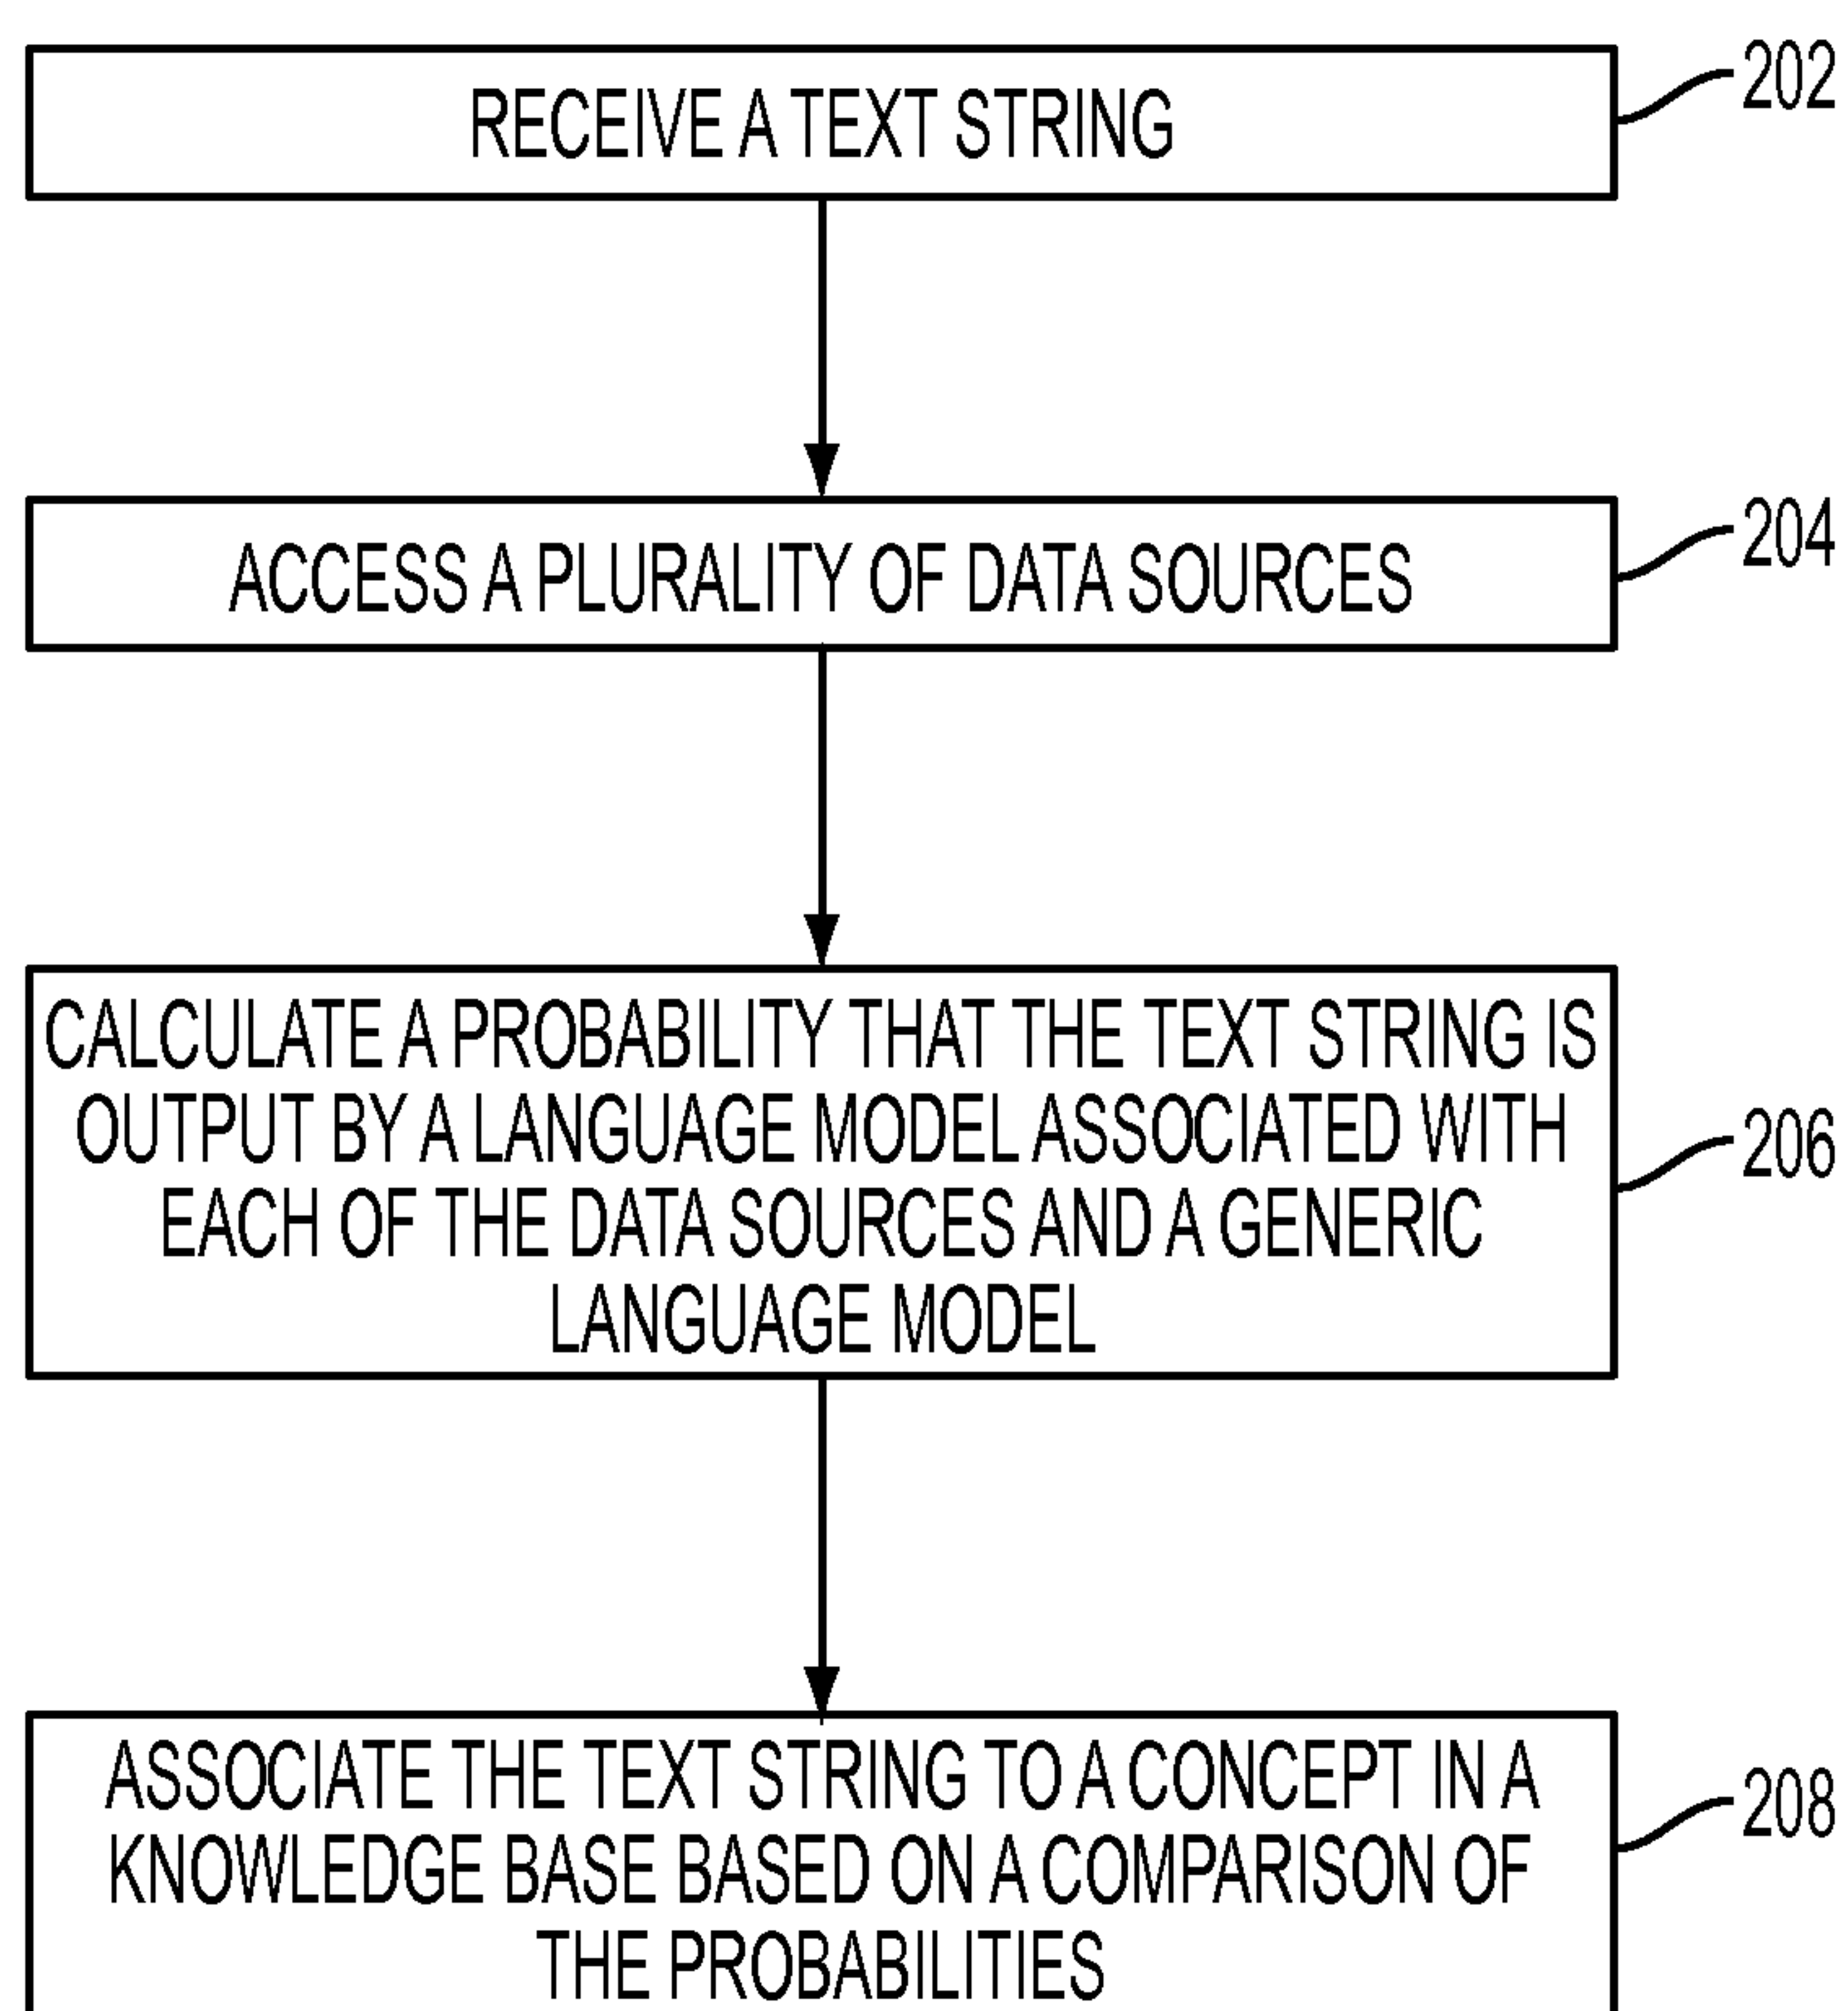 RECEIVE A TEXT STRING
202
ACCESS A PLURALITY OF DATA SOURCES
204
CALCULATE A PROBABILITY THAT THE TEXT STRING IS
OUTPUT BY A LANGUAGE MODEL ASSOCIATED WITH
EACH OF THE DATA SOURCES AND A GENERIC
LANGUAGE MODEL
206
ASSOCIATE THE TEXT STRING TO A CONCEPT IN A
KNOWLEDGE BASE BASED ON A COMPARISON OF
THE PROBABILITIES
208